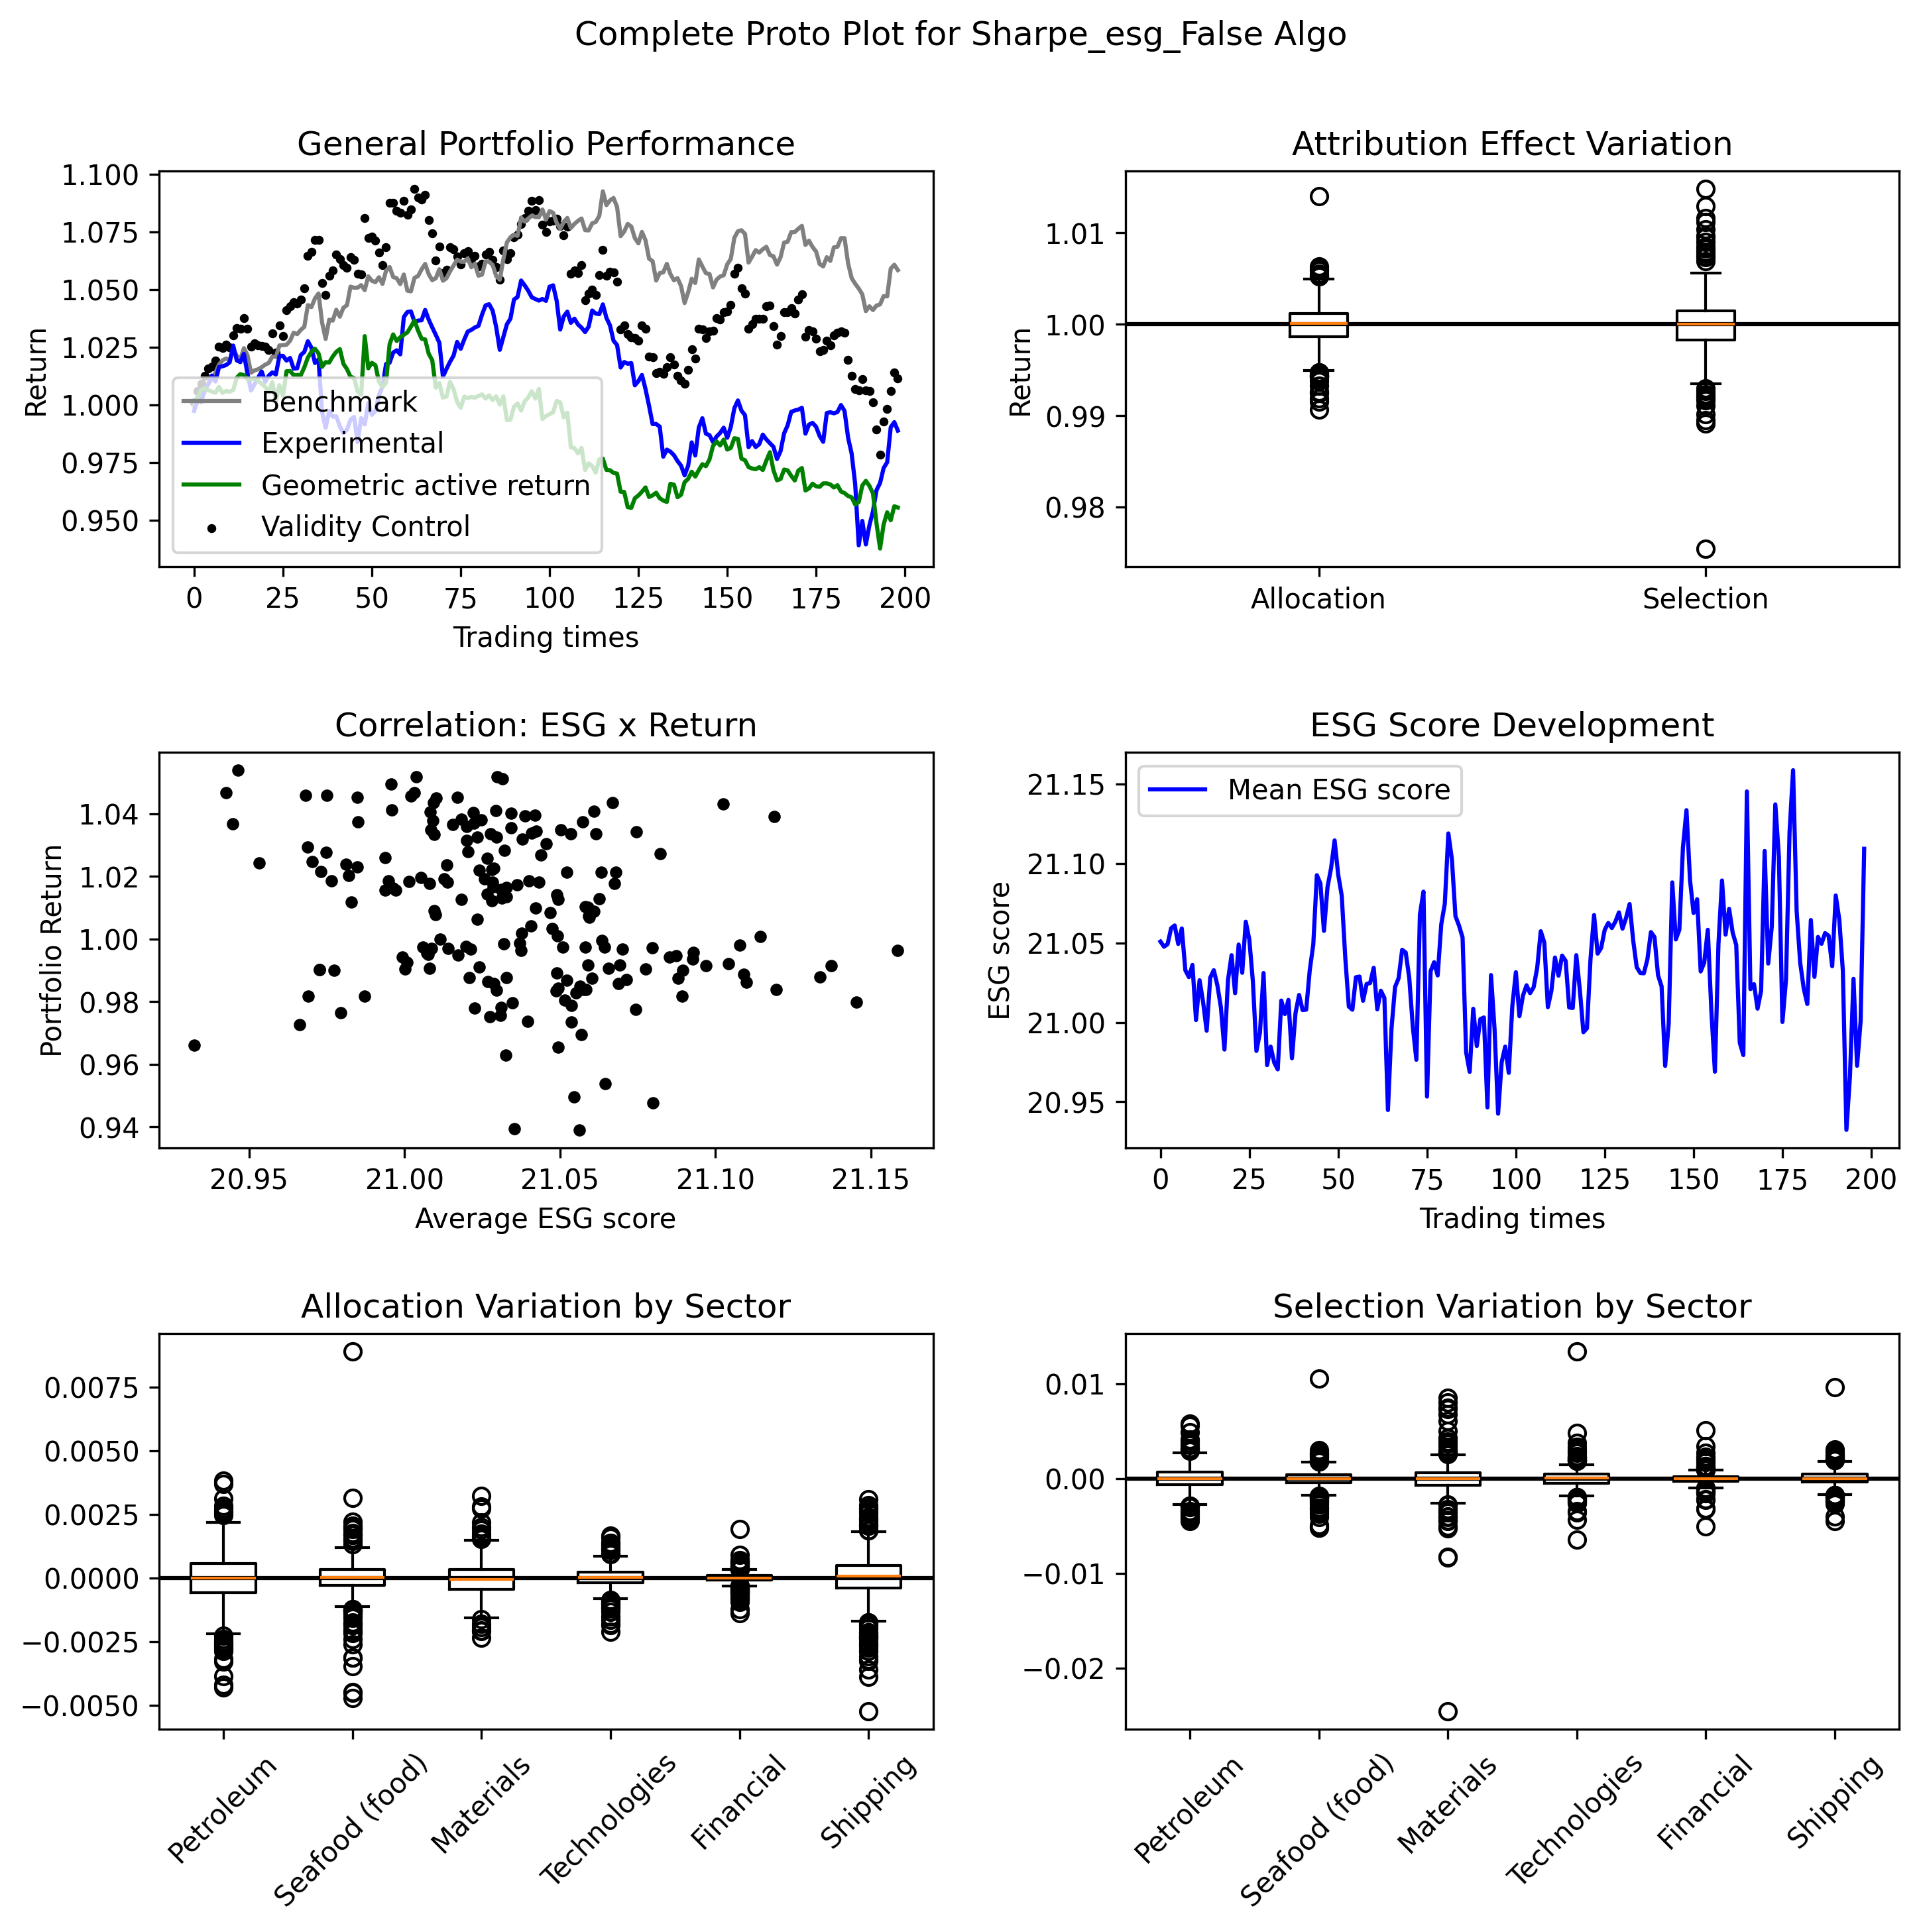 Complete Proto Plot for Sharpe_esg_False Algo
General Portfolio Performance
Return
1.100
1.075
1.050
1.025
1.000
0.975
0.950
Benchmark
Experimental
Geometric active return
Validity Control
0 25 50 75 100 125 150 175 200
Trading times
Attribution Effect Variation
Return
1.01
1.00
0.99
0.98
Allocation Selection
Correlation: ESG x Return
Portfolio Return
1.04
1.02
1.00
0.98
0.96
0.94
20.95 21.00 21.05 21.10 21.15
Average ESG score
ESG Score Development
ESG score
21.15
21.10
21.05
21.00
20.95
Mean ESG score
0 25 50 75 100 125 150 175 200
Trading times
Allocation Variation by Sector
0.0075
0.0050
0.0025
0.0000
−0.0025
−0.0050
Petroleum
Seafood (food)
Materials
Technologies
Financial
Shipping
Selection Variation by Sector
0.01
0.00
−0.01
−0.02
Petroleum
Seafood (food)
Materials
Technologies
Financial
Shipping